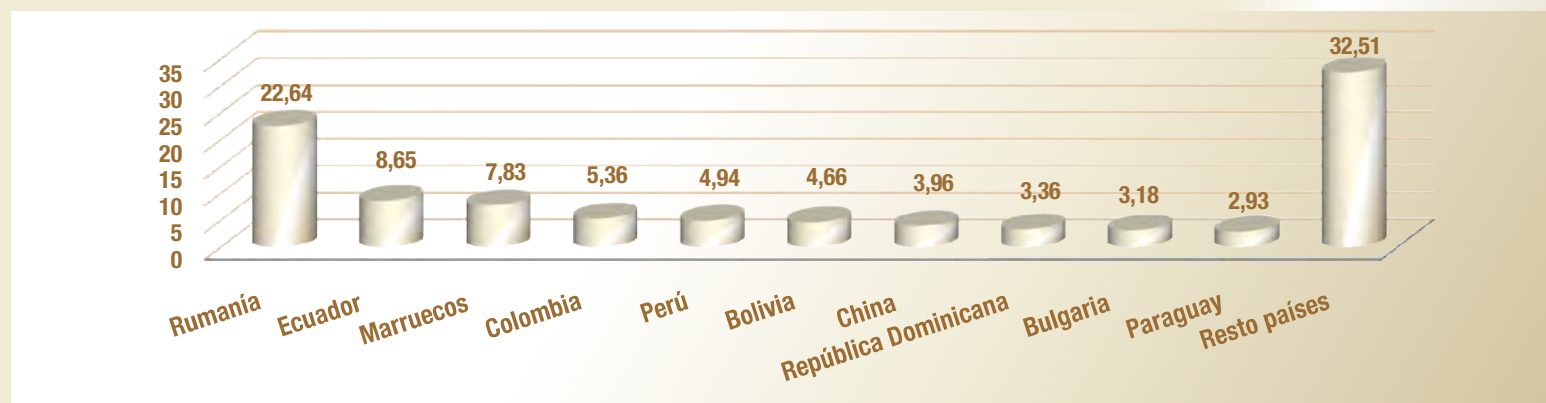 35
30
25
20
15
10
5
0
22,64
8,65
7,83
5,36
4,94
4,66
3,96
3,36
3,18
2,93
32,51
Rumanía
Ecuador
Marruecos
Colombia
Perú
Bolivia
China
República Dominicana
Bulgaria
Paraguay
Resto países